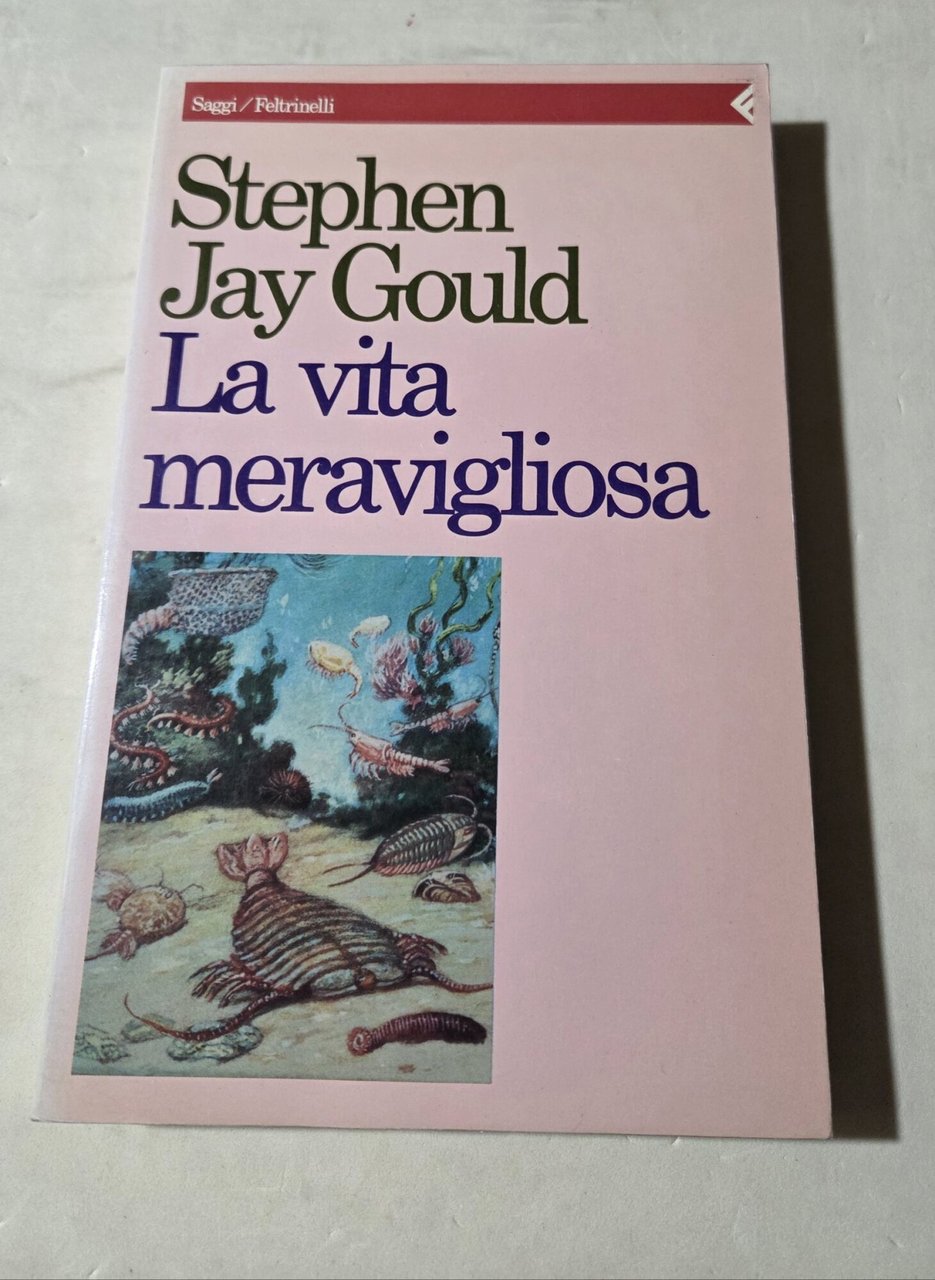 Saggi / Feltrinelli
Stephen
Jay Gould
La vita
meravigliosa